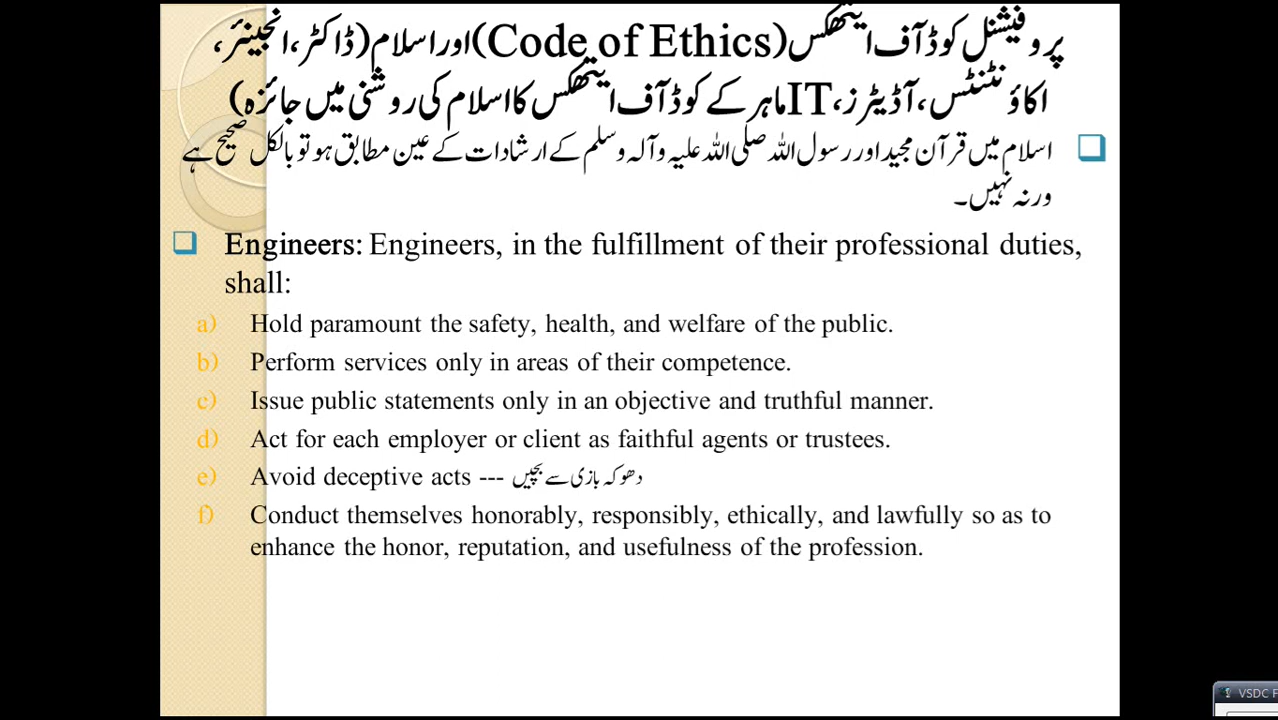 پروفیشنل کوڈ آف ایتھکس (Code of Ethics) اور اسلام (ڈاکٹر، انجینئر،
اکاؤنٹنٹس، آڈیٹرز، IT ماہر کے کوڈ آف ایتھکس کا اسلام کی روشنی میں جائزہ)
اسلام میں قرآن مجید اور رسول اللہ صلی اللہ علیہ وآلہ وسلم کے ارشادات کے عین مطابق ہو تو بالکل صحیح ہے
ورنہ نہیں۔
Engineers: Engineers, in the fulfillment of their professional duties,
shall:
a) Hold paramount the safety, health, and welfare of the public.
b) Perform services only in areas of their competence.
c) Issue public statements only in an objective and truthful manner.
d) Act for each employer or client as faithful agents or trustees.
e) Avoid deceptive acts --- دھوکہ بازی سے بچیں
f) Conduct themselves honorably, responsibly, ethically, and lawfully so as to
enhance the honor, reputation, and usefulness of the profession.
VSDC F